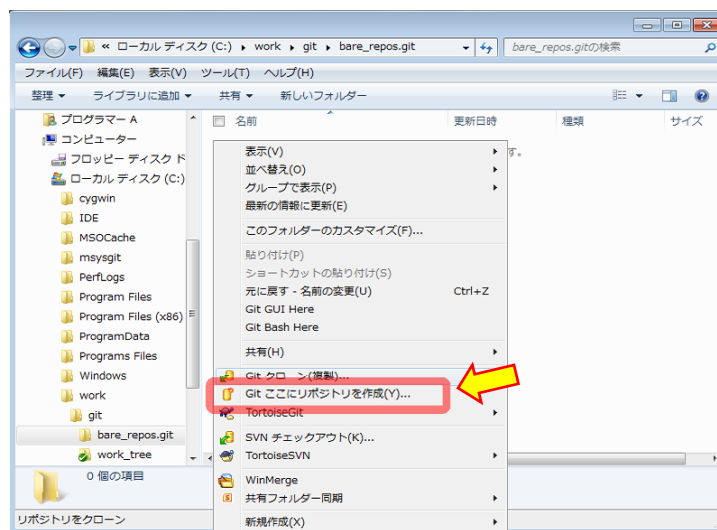 « ローカル ディスク (C:) ▸ work ▸ git ▸ bare_repos.git
bare_repos.gitの検索
ファイル(F) 編集(E) 表示(V) ツール(T) ヘルプ(H)
整理 ライブラリに追加 共有 新しいフォルダー
名前 更新日時 種類 サイズ
プログラマー A
コンピューター
フロッピー ディスク ド
ローカル ディスク (C:)
cygwin
IDE
MSOCache
msysgit
PerfLogs
Program Files
Program Files (x86)
ProgramData
Programs Files
Windows
work
git
bare_repos.git
work_tree
す。
表示(V)
並べ替え(O)
グループで表示(P)
最新の情報に更新(E)
このフォルダーのカスタマイズ(F)...
貼り付け(P)
ショートカットの貼り付け(S)
元に戻す - 名前の変更(U) Ctrl+Z
Git GUI Here
Git Bash Here
共有(H)
Git クローン(複製)...
Git ここにリポジトリを作成(Y)...
TortoiseGit
SVN チェックアウト(K)...
TortoiseSVN
WinMerge
共有フォルダー同期
新規作成(X)
0 個の項目
リポジトリをクローン